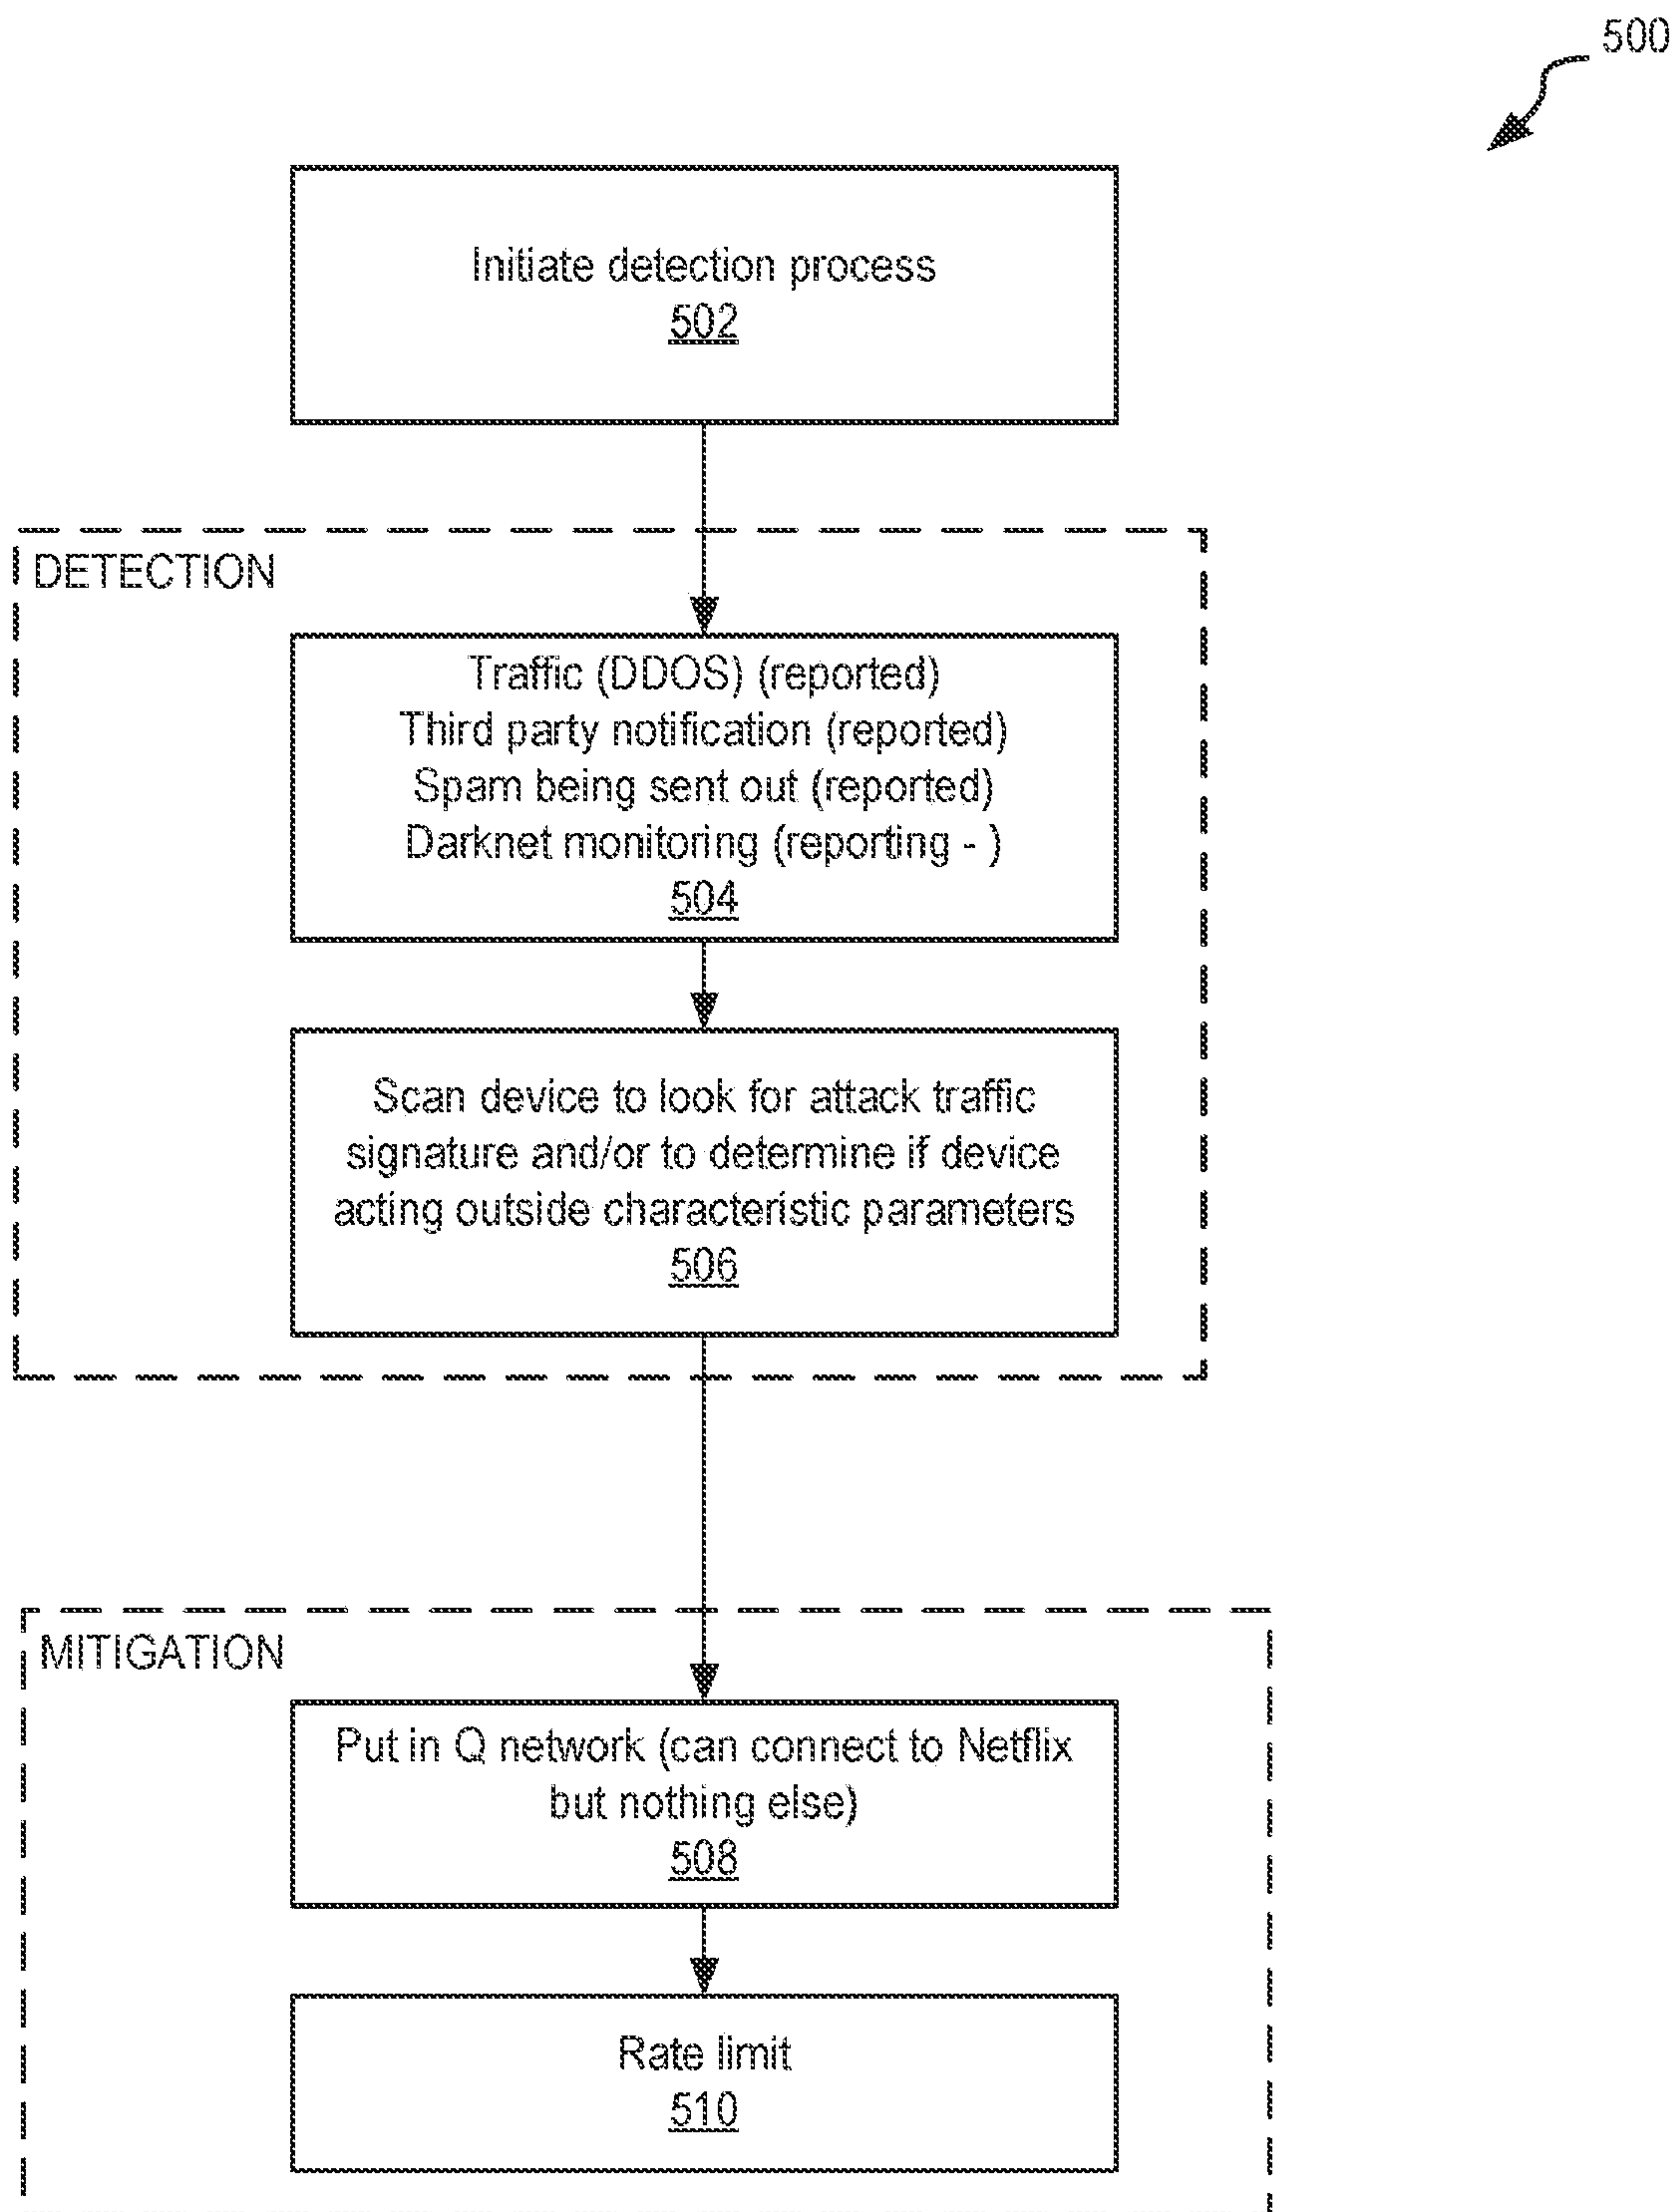 500
Initiate detection process
502
DETECTION
Traffic (DDOS) (reported)
Third party notification (reported)
Spam being sent out (reported)
Darknet monitoring (reporting - )
504
Scan device to look for attack traffic
signature and/or to determine if device
acting outside characteristic parameters
506
MITIGATION
Put in Q network (can connect to Netflix
but nothing else)
508
Rate limit
510